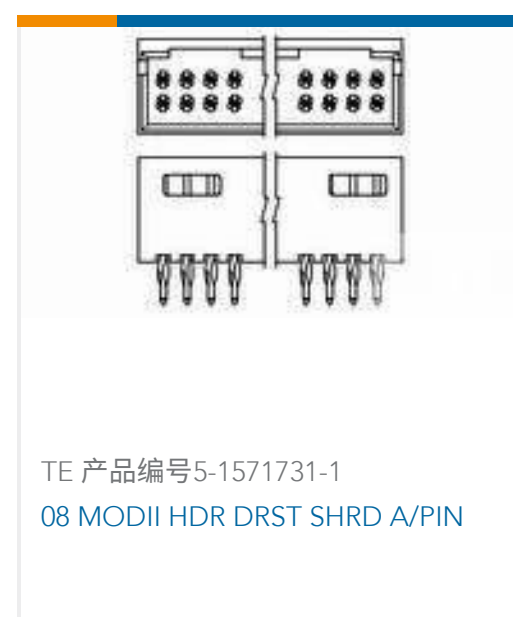 TE 产品编号5-1571731-1
08 MODII HDR DRST SHRD A/PIN